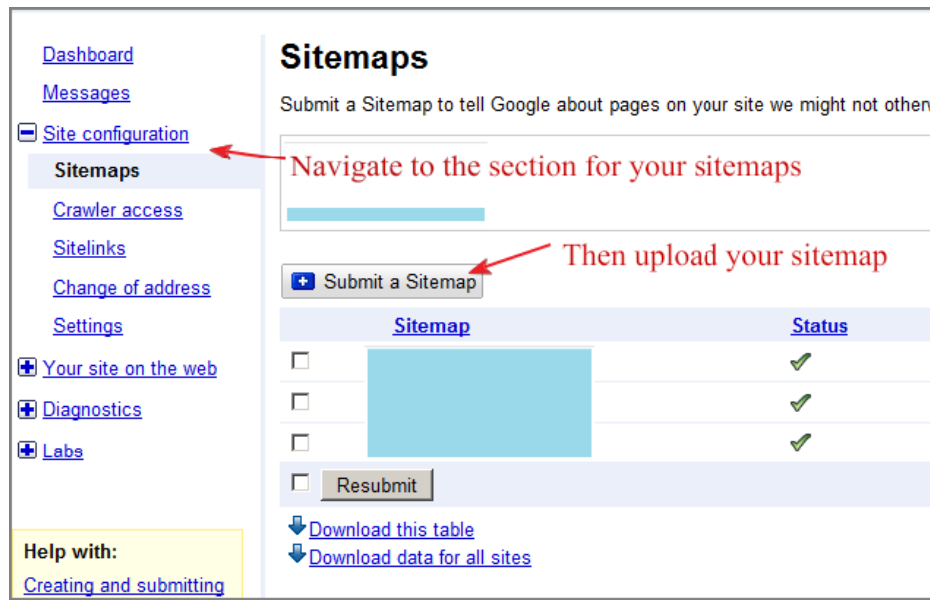 Dashboard
Messages
Site configuration
Sitemaps
Crawler access
Sitelinks
Change of address
Settings
Your site on the web
Diagnostics
Labs
Help with:
Creating and submitting
Sitemaps
Submit a Sitemap to tell Google about pages on your site we might not
Navigate to the section for your sitemaps
Then upload your sitemap
Submit a Sitemap
Sitemap Status
Resubmit
Download this table
Download data for all sites